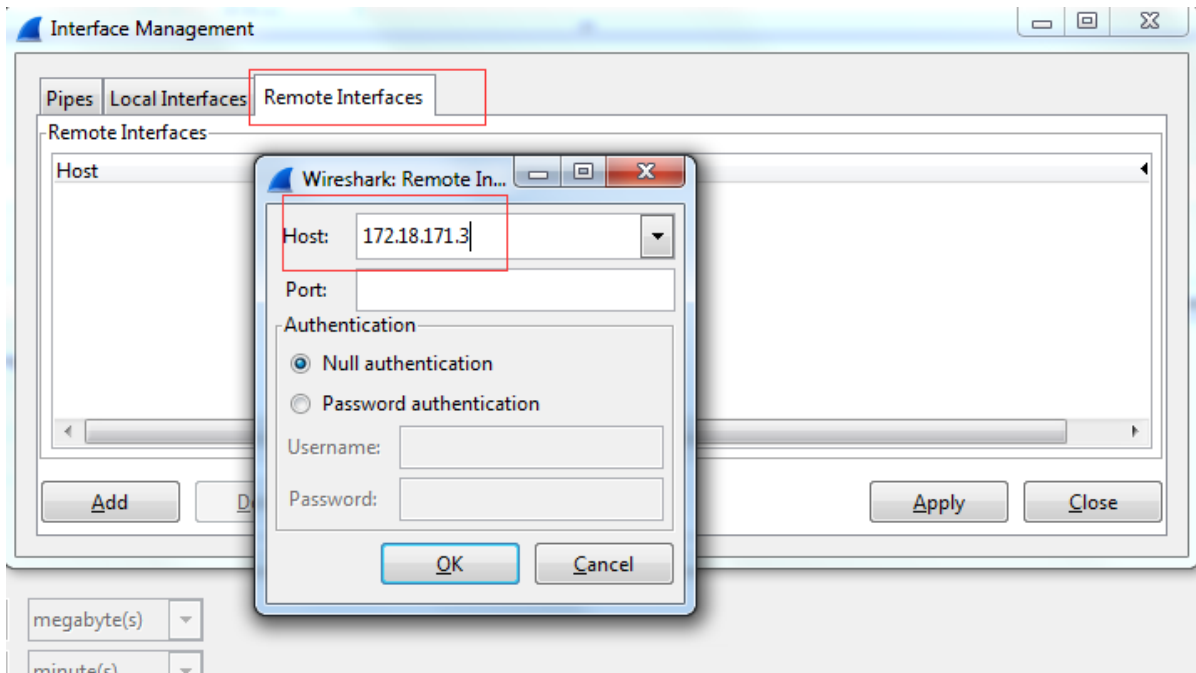 Interface Management
Pipes Local Interfaces Remote Interfaces
Remote Interfaces
Host
Wireshark: Remote In...
Host: 172.18.171.3
Port:
Authentication
Null authentication
Password authentication
Username:
Password:
Add
Apply Close
OK Cancel
megabyte(s)
minute(s)